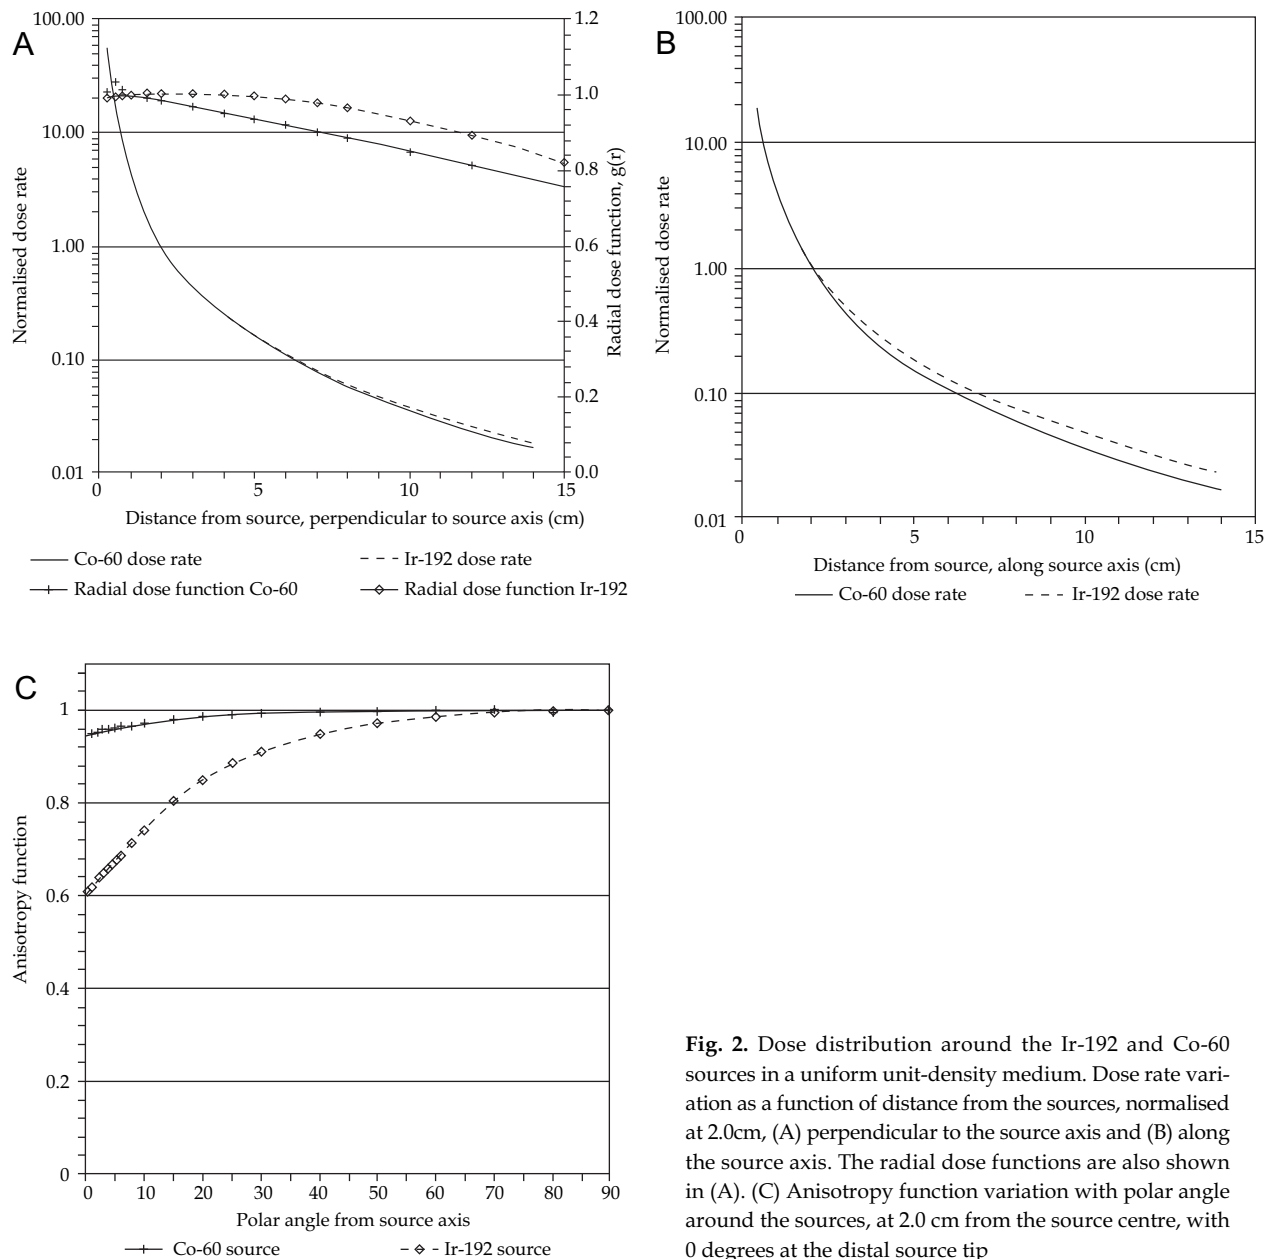 A
100.00
10.00
1.00
0.10
0.01
Normalised dose rate
1.2
1.0
0.8
0.6
0.4
0.2
0.0
Radial dose function, g(r)
0
5
10
15
Distance from source, perpendicular to source axis (cm)
Co-60 dose rate
Ir-192 dose rate
Radial dose function Co-60
Radial dose function Ir-192
B
100.00
10.00
1.00
0.10
0.01
Normalised dose rate
0
5
10
15
Distance from source, along source axis (cm)
Co-60 dose rate
Ir-192 dose rate
C
1
0.8
0.6
0.4
0.2
0
Anisotropy function
0
10
20
30
40
50
60
70
80
90
Polar angle from source axis
Co-60 source
Ir-192 source
Fig. 2. Dose distribution around the Ir-192 and Co-60
sources in a uniform unit-density medium. Dose rate vari-
ation as a function of distance from the sources, normalised
at 2.0cm, (A) perpendicular to the source axis and (B) along
the source axis. The radial dose functions are also shown
in (A). (C) Anisotropy function variation with polar angle
around the sources, at 2.0 cm from the source centre, with
0 degrees at the distal source tip